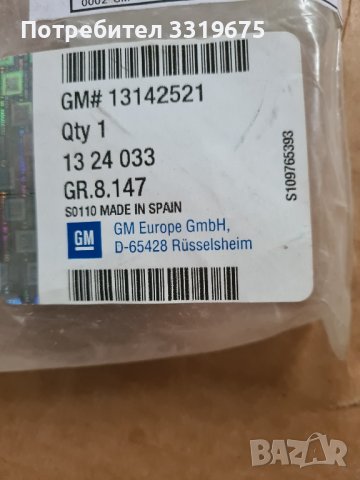 Потребител 3319675
GM# 13142521
Qty 1
13 24 033
GR.8.147
S0110 MADE IN SPAIN
GM
GM Europe GmbH,
D-65428 Rüsselsheim
S109765393
BAZAR